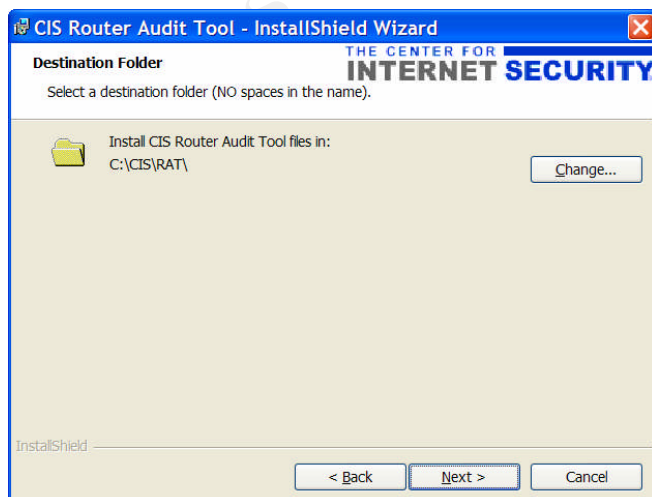 CIS Router Audit Tool - InstallShield Wizard
Destination Folder
Select a destination folder (NO spaces in the name).
THE CENTER FOR
INTERNET SECURITY
Install CIS Router Audit Tool files in:
C:\CIS\RAT\
Change...
InstallShield
< Back
Next >
Cancel